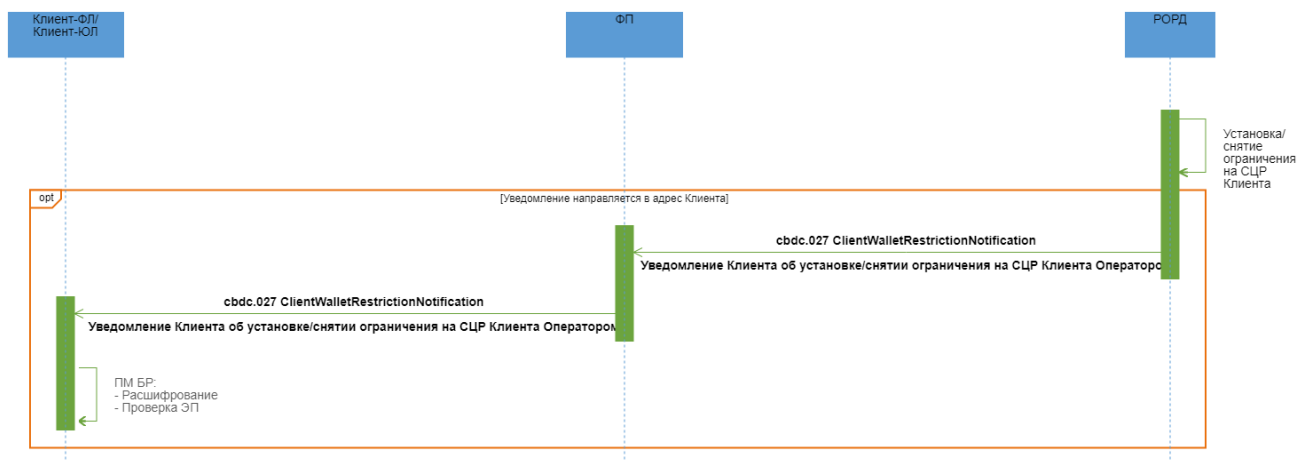 Клиент-ФЛ/
Клиент-ЮЛ
ФП
РОРД
Установка/
снятие
ограничения
на СЦР
Клиента
opt
[Уведомление направляется в адрес Клиента]
cbdc.027 ClientWalletRestrictionNotification
Уведомление Клиента об установке/снятии ограничения на СЦР Клиента Операторо
cbdc.027 ClientWalletRestrictionNotification
Уведомление Клиента об установке/снятии ограничения на СЦР Клиента Оператором
ПМ БР:
- Расшифрование
- Проверка ЭП